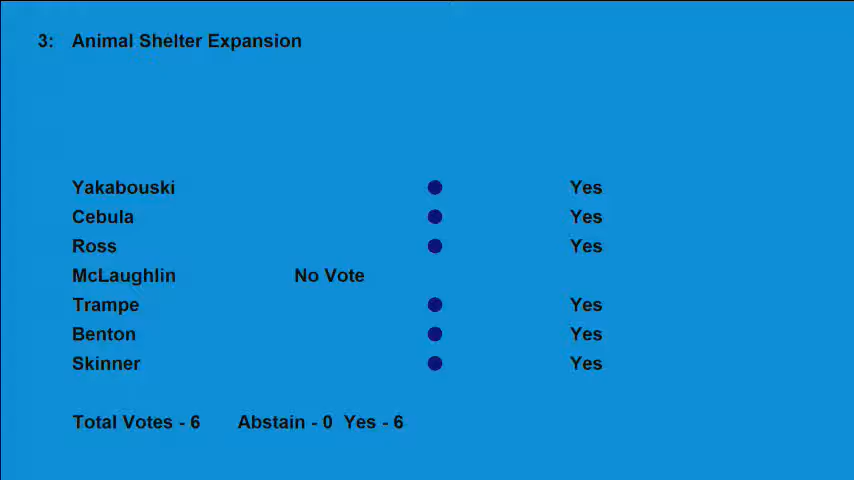 3: Animal Shelter Expansion
Yakabouski Yes
Cebula Yes
Ross Yes
McLaughlin No Vote
Trampe Yes
Benton Yes
Skinner Yes
Total Votes - 6 Abstain - 0 Yes - 6